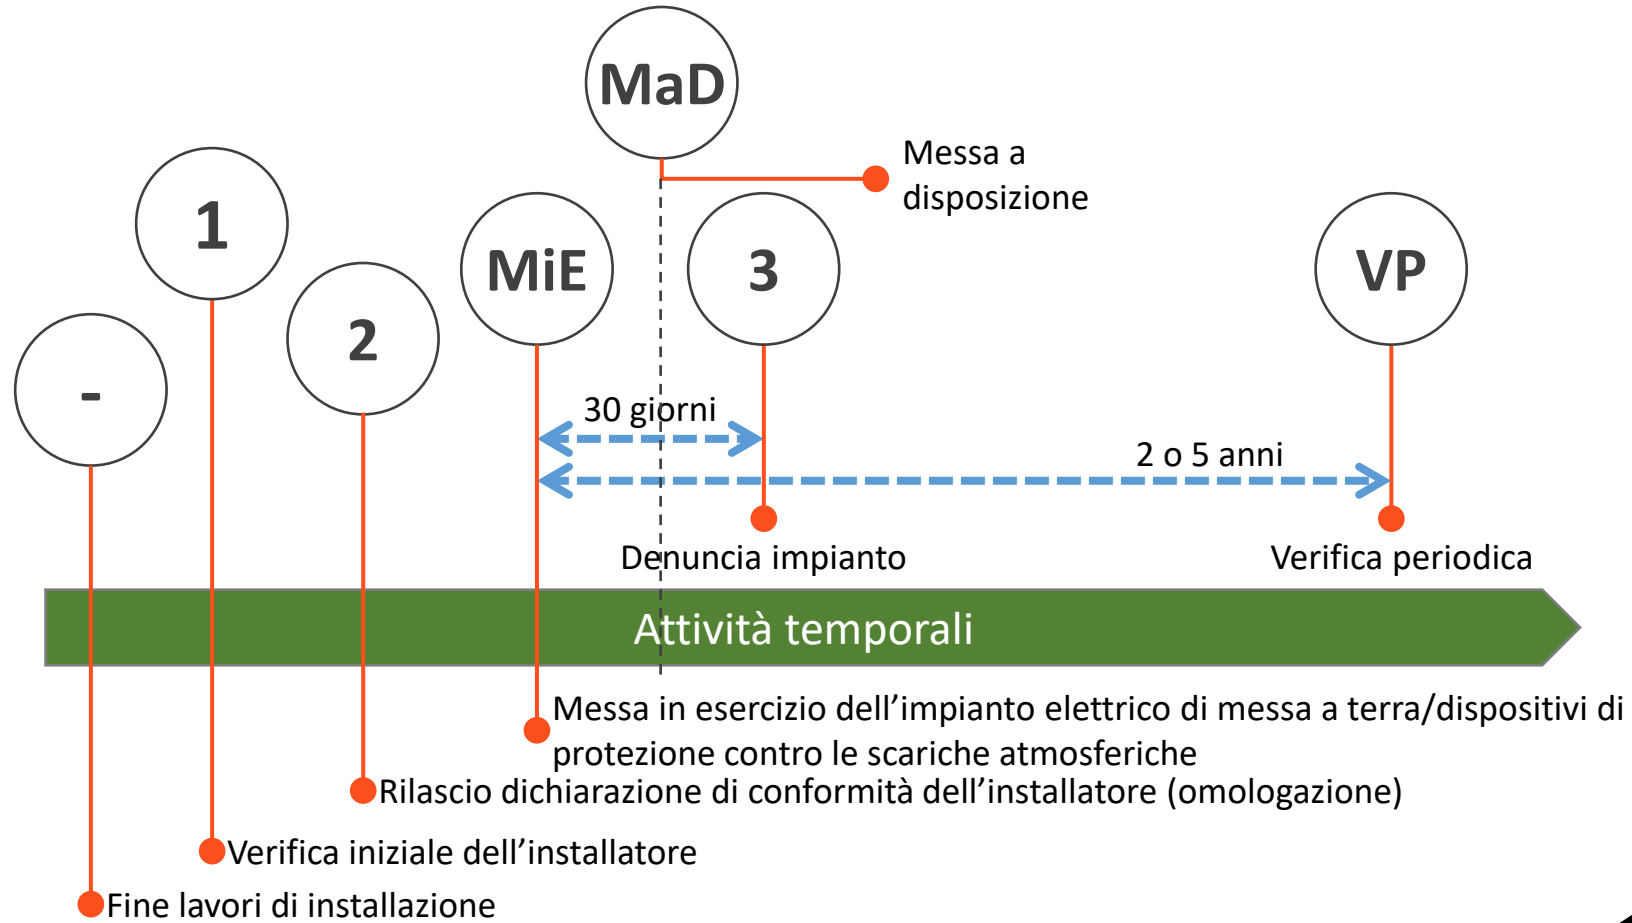 MaD
Messa a
disposizione
1
MiE
3
VP
2
-
30 giorni
2 o 5 anni
Denuncia impianto
Verifica periodica
Attività temporali
Messa in esercizio dell’impianto elettrico di messa a terra/dispositivi di
protezione contro le scariche atmosferiche
Rilascio dichiarazione di conformità dell’installatore (omologazione)
Verifica iniziale dell’installatore
Fine lavori di installazione